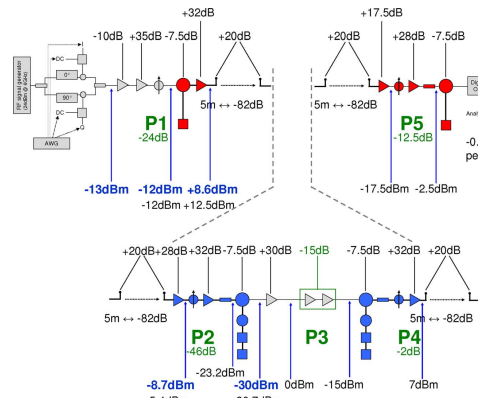 +32dB
-10dB +35dB -7.5dB +20dB
+17.5dB
+28dB -7.5dB
RF signal generator
DC
0°
90°
DC
Q
AWG
5m ↔ -82dB
5m ↔ -82dB
P1
-24dB
P5
-12.5dB
-13dBm -12dBm +8.6dBm
-12dBm +12.5dBm
-17.5dBm -2.5dBm
-0.
pe
+20dB +28dB +32dB -7.5dB +30dB
-15dB
-7.5dB +32dB +20dB
5m ↔ -82dB
5m ↔ -82dB
P2
-46dB
P3
P4
-2dB
-23.2dBm
-8.7dBm -30dBm 0dBm -15dBm 7dBm